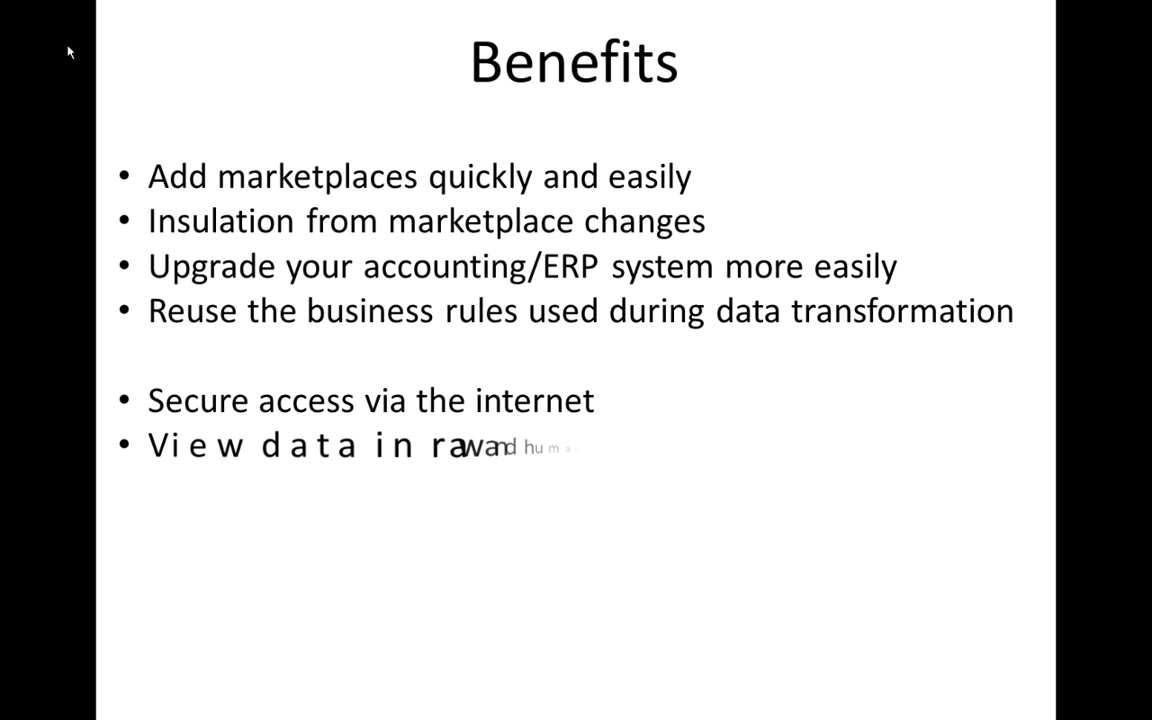 Benefits
• Add marketplaces quickly and easily
• Insulation from marketplace changes
• Upgrade your accounting/ERP system more easily
• Reuse the business rules used during data transformation
• Secure access via the internet
• View data in raw and